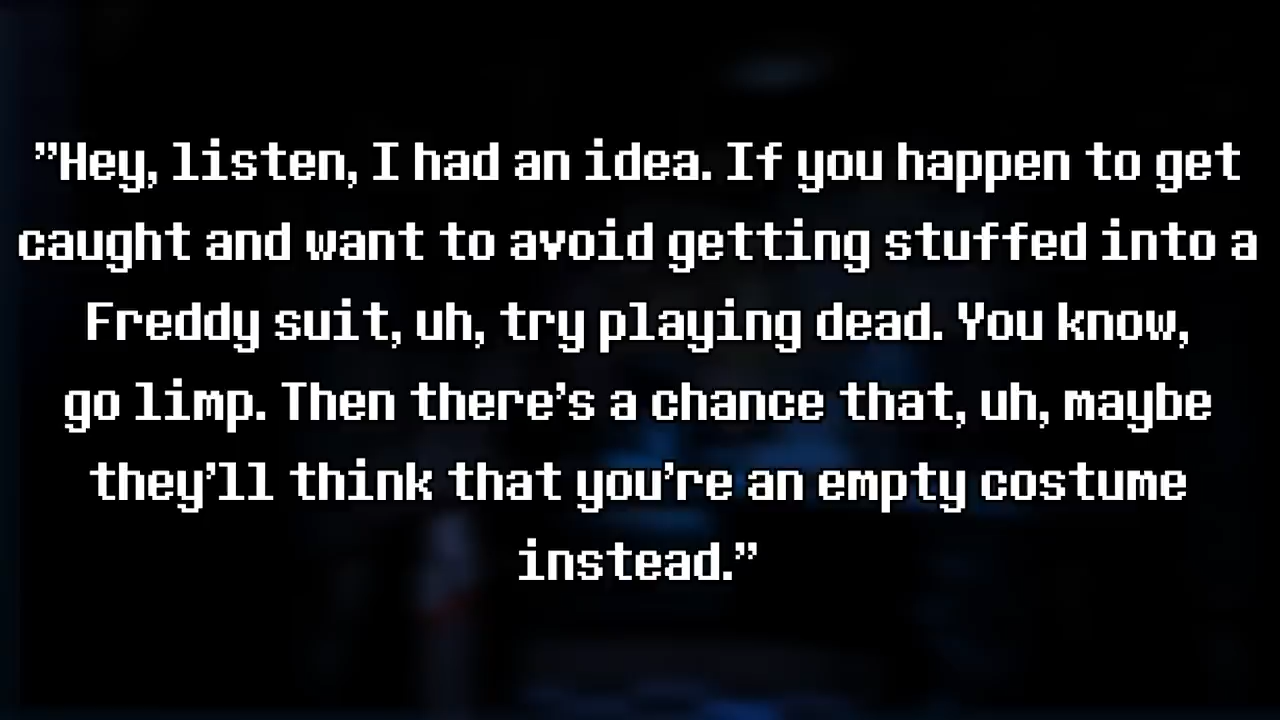 ”Hey, listen, I had an idea. If you happen to get
caught and want to avoid getting stuffed into a
Freddy suit, uh, try playing dead. You know,
go limp. Then there’s a chance that, uh, maybe
they’ll think that you’re an empty costume
instead.”